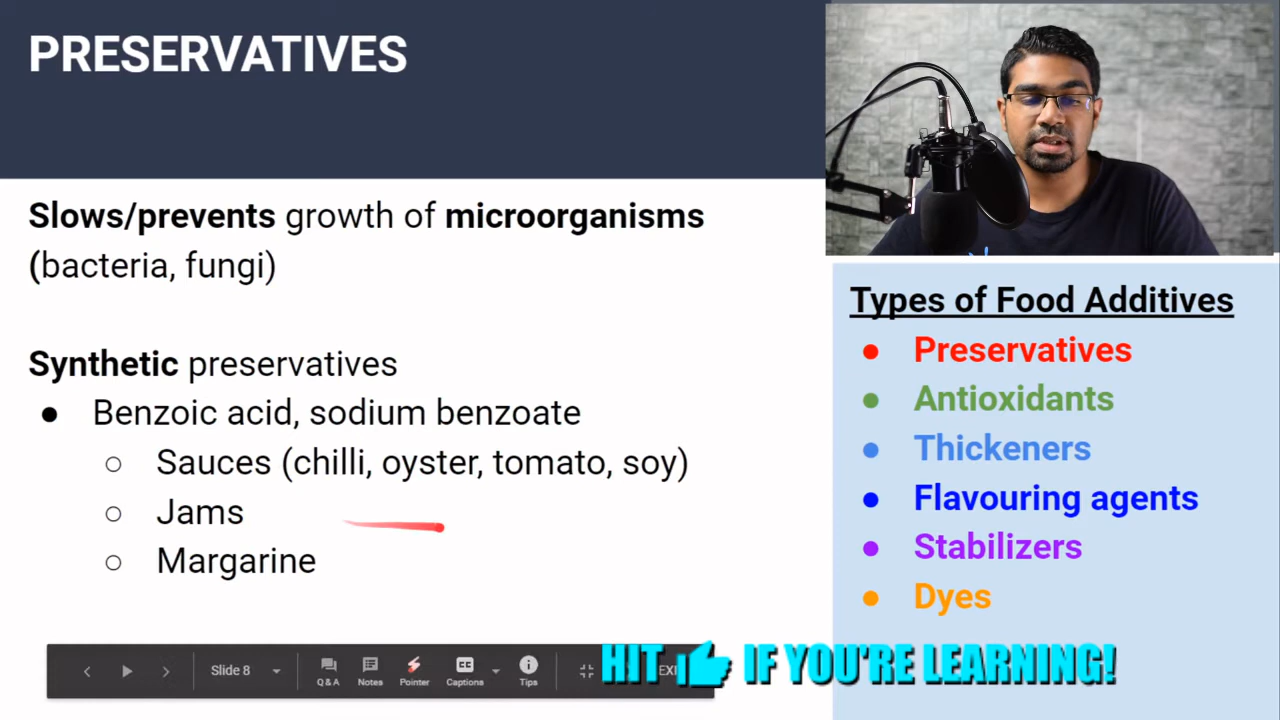 PRESERVATIVES
Slows/prevents growth of microorganisms
(bacteria, fungi)
Synthetic preservatives
● Benzoic acid, sodium benzoate
○ Sauces (chilli, oyster, tomato, soy)
○ Jams
○ Margarine
Types of Food Additives
● Preservatives
● Antioxidants
● Thickeners
● Flavouring agents
● Stabilizers
● Dyes
Slide 8
Q & A
Notes
Pointer
CC
Captions
Tips
EXI
HIT IF YOU'RE LEARNING!